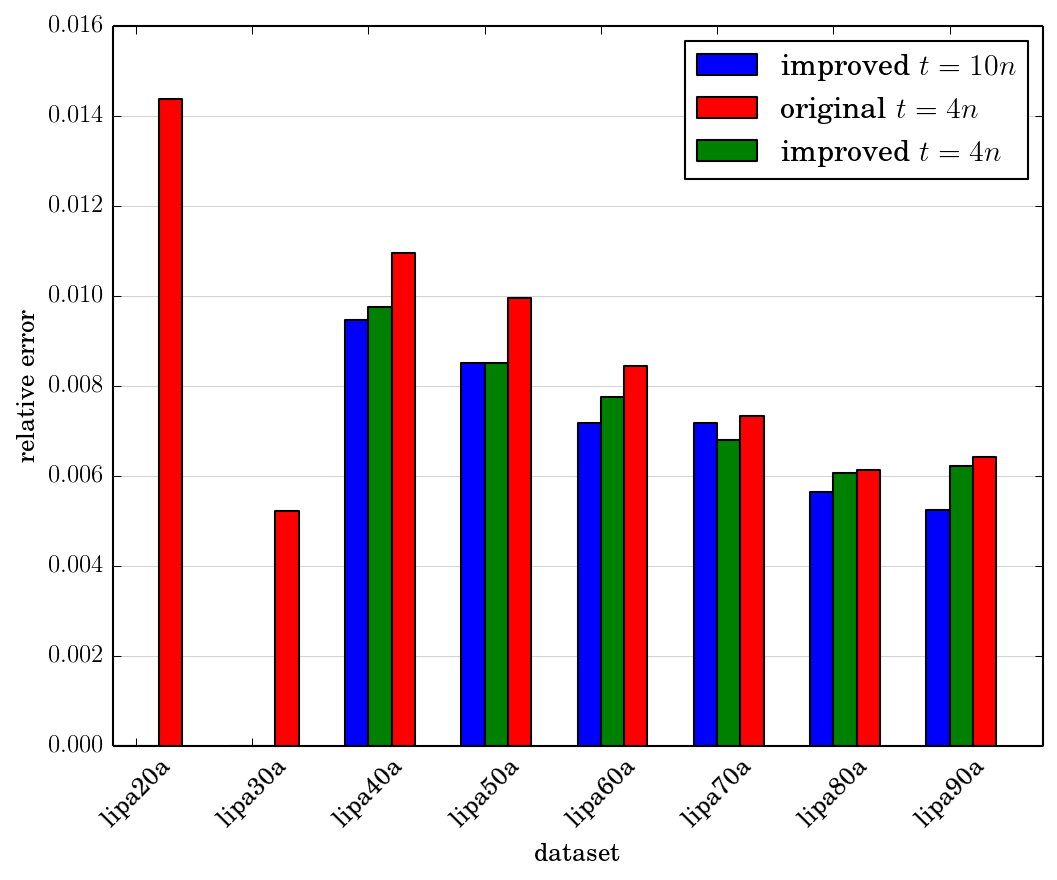 0.016
0.014
0.012
0.010
0.008
0.006
0.004
0.002
0.000
relative error
improved t = 10n
original t = 4n
improved t = 4n
lipa20a
lipa30a
lipa40a
lipa50a
lipa60a
lipa70a
lipa80a
lipa90a
dataset